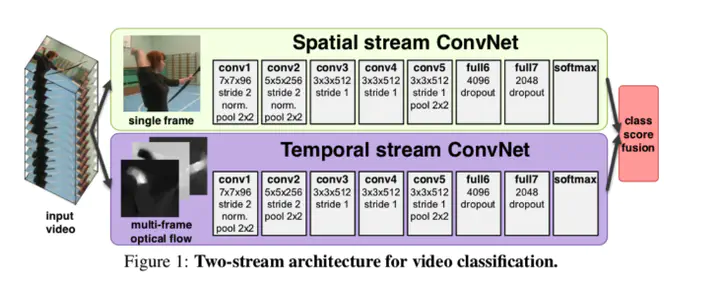 Spatial stream ConvNet
conv1
7x7x96
stride 2
norm.
pool 2x2
conv2
5x5x256
stride 2
norm.
pool 2x2
conv3
3x3x512
stride 1
conv4
3x3x512
stride 1
conv5
3x3x512
stride 1
pool 2x2
full6
4096
dropout
full7
2048
dropout
softmax
single frame
Temporal stream ConvNet
conv1
7x7x96
stride 2
norm.
pool 2x2
conv2
5x5x256
stride 2
pool 2x2
conv3
3x3x512
stride 1
conv4
3x3x512
stride 1
conv5
3x3x512
stride 1
pool 2x2
full6
4096
dropout
full7
2048
dropout
softmax
multi-frame
optical flow
input
video
class
score
fusion
Figure 1: Two-stream architecture for video classification.